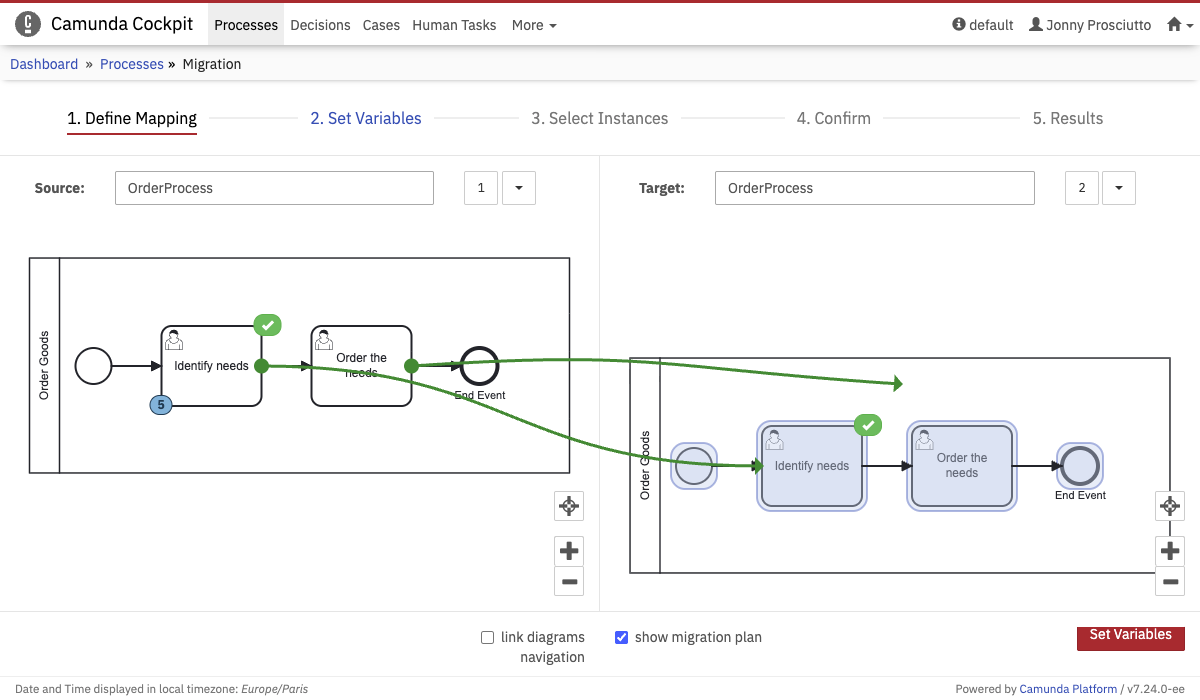 Camunda Cockpit Processes Decisions Cases Human Tasks More default Jonny Prosciutto
Dashboard » Processes » Migration
1. Define Mapping 2. Set Variables 3. Select Instances 4. Confirm 5. Results
Source: OrderProcess 1 Target: OrderProcess 2
Order Goods
Identify needs
5
Order the
needs
End Event
Order Goods
Identify needs
Order the
needs
End Event
link diagrams
navigation
show migration plan
Set Variables
Date and Time displayed in local timezone: Europe/Paris Powered by Camunda Platform / v7.24.0-ee